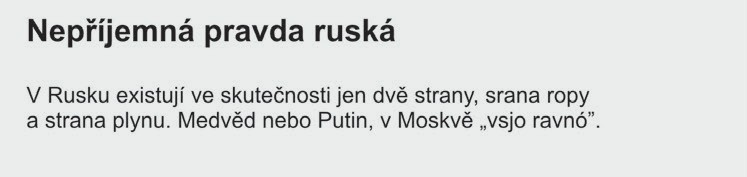 Nepříjemná pravda ruská
V Rusku existují ve skutečnosti jen dvě strany, srana ropy
a strana plynu. Medvěd nebo Putin, v Moskvě „vsjo ravnó”.